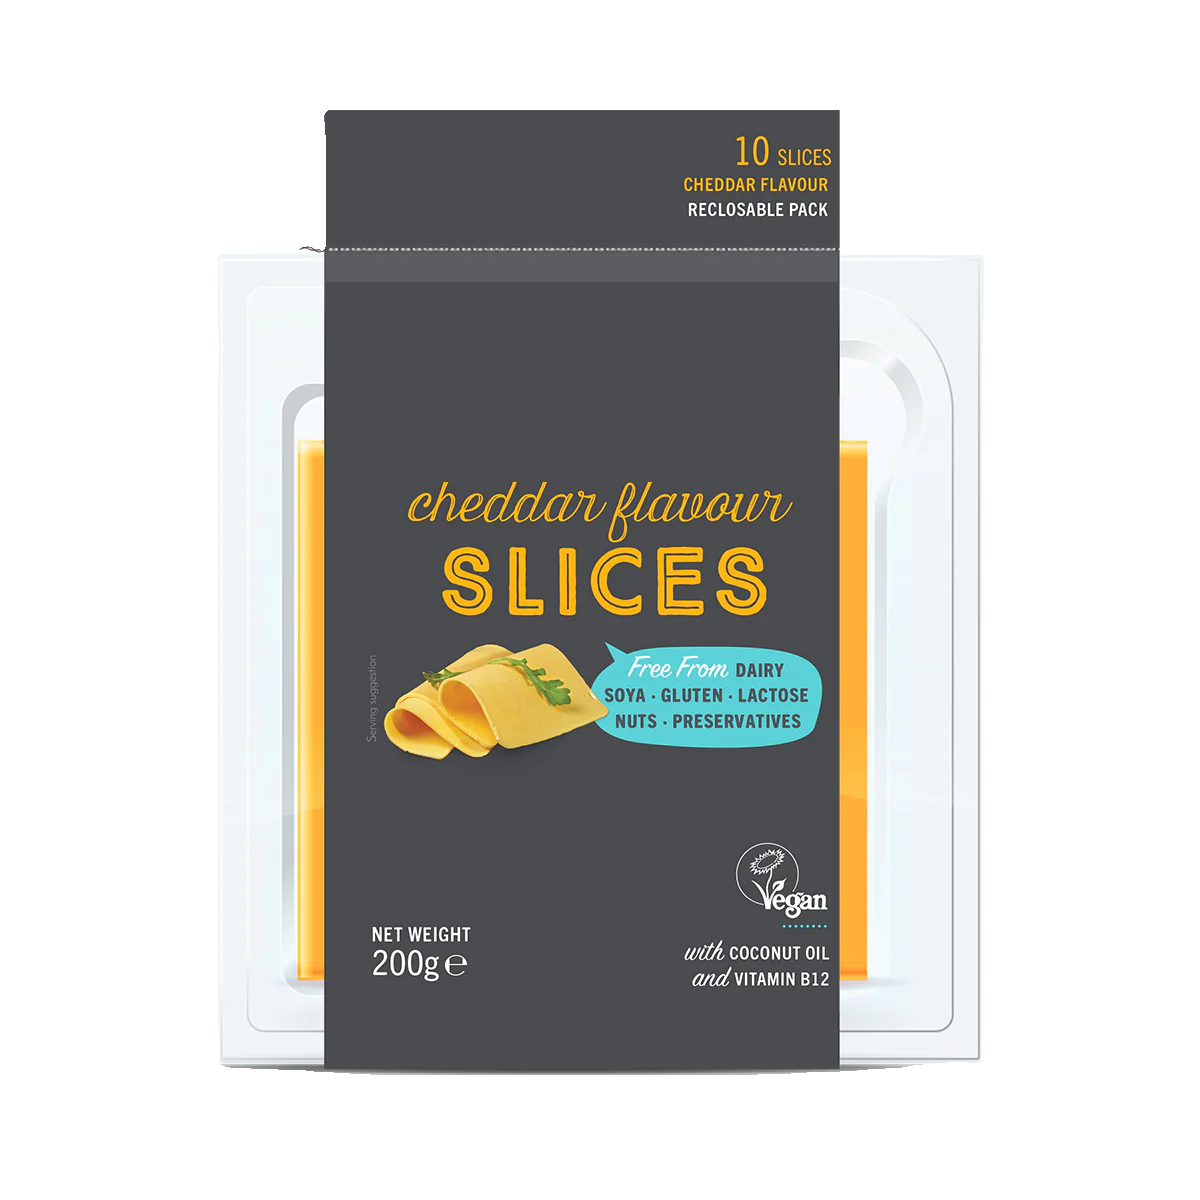 10 SLICES
CHEDDAR FLAVOUR
RECLOSABLE PACK
cheddar flavour
SLICES
Serving suggestion
Free From DAIRY
SOYA · GLUTEN · LACTOSE
NUTS · PRESERVATIVES
Vegan
NET WEIGHT
200g ℮
with COCONUT OIL
and VITAMIN B12